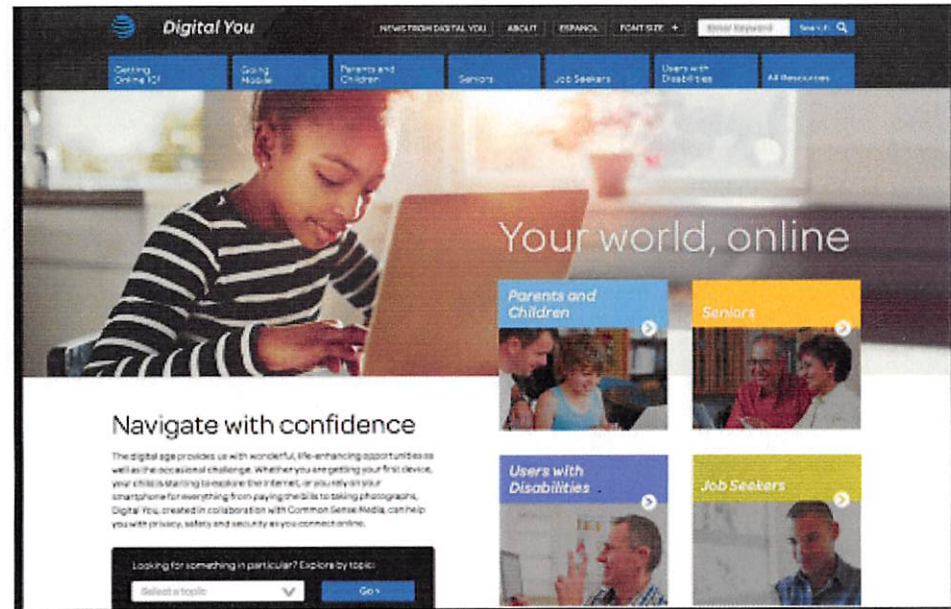 Digital You
NEWS FROM DIGITAL YOU
ABOUT
ESPANOL
FONT SIZE +
Enter Keyword
Search
Getting
Online 101
Going
Mobile
Parents and
Children
Seniors
Job Seekers
Users with
Disabilities
All Resources
Your world, online
Parents and
Children
Seniors
Navigate with confidence
The digital age provides us with wonderful, life-enhancing opportunities as
well as the occasional challenge. Whether you are getting your first device,
your child is starting to explore the Internet, or you rely on your
smartphone for everything from paying the bills to taking photographs,
Digital You, created in collaboration with Common Sense Media, can help
you with privacy, safety and security as you connect online.
Users with
Disabilities
Job Seekers
Looking for something in particular? Explore by topic:
Select a topic
Go >